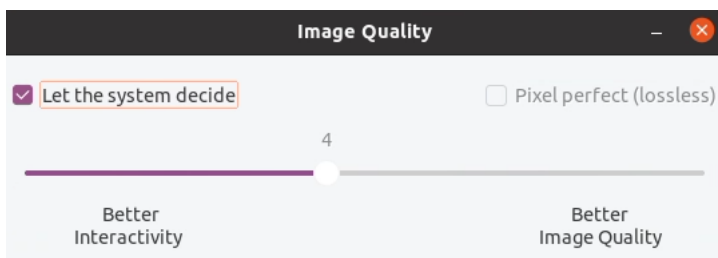 Image Quality
Let the system decide
Pixel perfect (lossless)
4
Better
Interactivity
Better
Image Quality